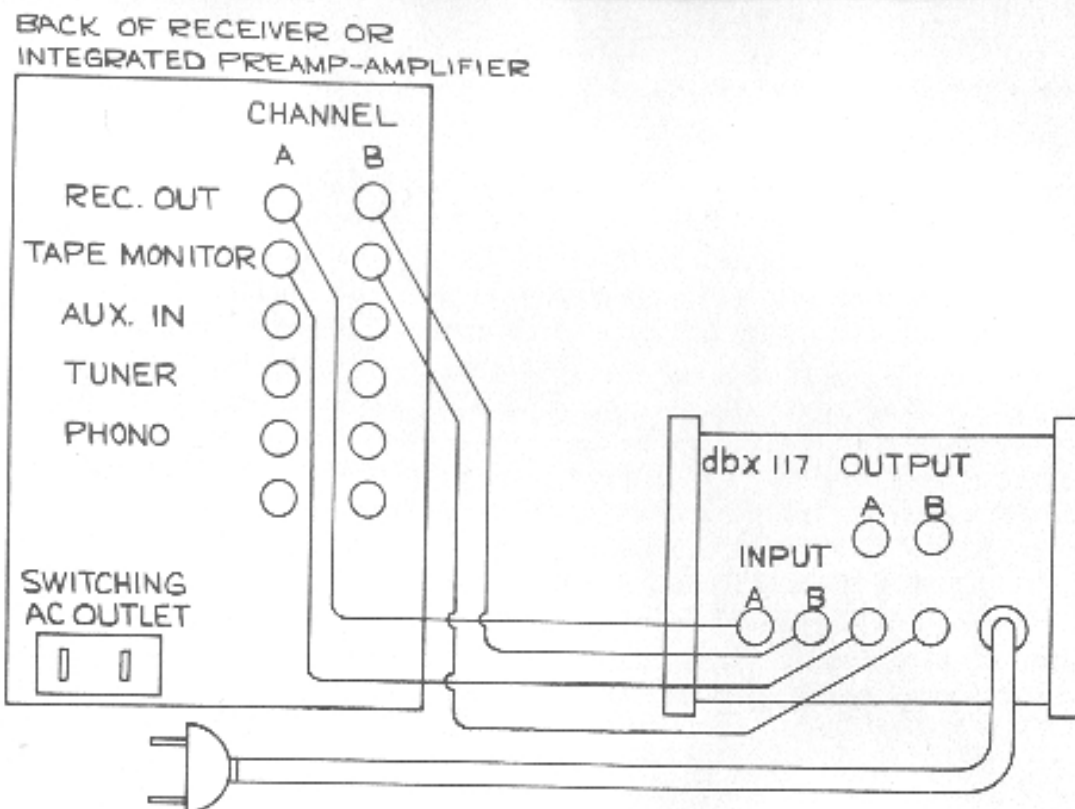 BACK OF RECEIVER OR
INTEGRATED PREAMP-AMPLIFIER
CHANNEL
A B
REC. OUT
TAPE MONITOR
AUX. IN
TUNER
PHONO
SWITCHING
AC OUTLET
dbx 117 OUTPUT
A B
INPUT
A B